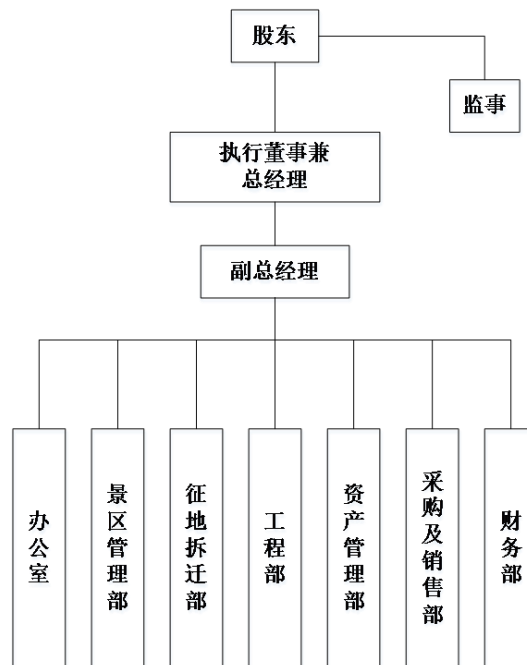 股东
监事
执行董事兼
总经理
副总经理
办公室
景区管理部
征地拆迁部
工程部
资产管理部
采购及销售部
财务部